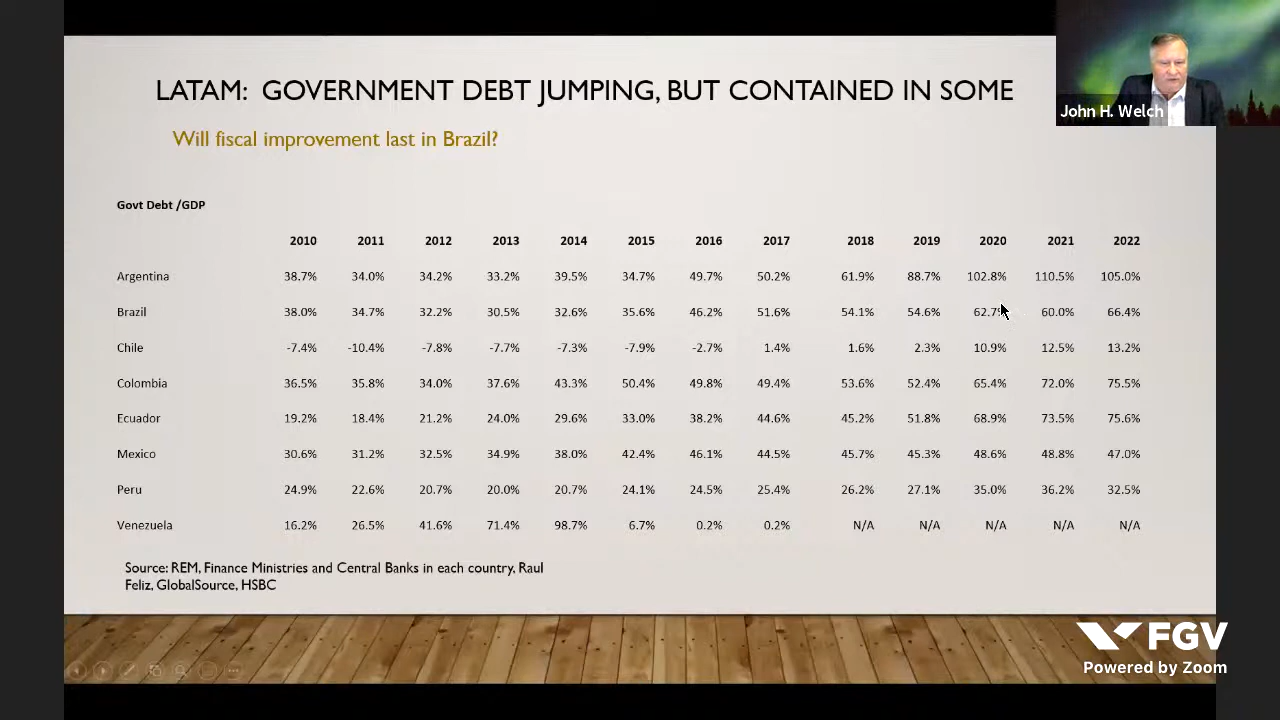 LATAM: GOVERNMENT DEBT JUMPING, BUT CONTAINED IN SOME
John H. Welch
Will fiscal improvement last in Brazil?
Govt Debt /GDP
2010 2011 2012 2013 2014 2015 2016 2017 2018 2019 2020 2021 2022
Argentina 38.7% 34.0% 34.2% 33.2% 39.5% 34.7% 49.7% 50.2% 61.9% 88.7% 102.8% 110.5% 105.0%
Brazil 38.0% 34.7% 32.2% 30.5% 32.6% 35.6% 46.2% 51.6% 54.1% 54.6% 62.7% 60.0% 66.4%
Chile -7.4% -10.4% -7.8% -7.7% -7.3% -7.9% -2.7% 1.4% 1.6% 2.3% 10.9% 12.5% 13.2%
Colombia 36.5% 35.8% 34.0% 37.6% 43.3% 50.4% 49.8% 49.4% 53.6% 52.4% 65.4% 72.0% 75.5%
Ecuador 19.2% 18.4% 21.2% 24.0% 29.6% 33.0% 38.2% 44.6% 45.2% 51.8% 68.9% 73.5% 75.6%
Mexico 30.6% 31.2% 32.5% 34.9% 38.0% 42.4% 46.1% 44.5% 45.7% 45.3% 48.6% 48.8% 47.0%
Peru 24.9% 22.6% 20.7% 20.0% 20.7% 24.1% 24.5% 25.4% 26.2% 27.1% 35.0% 36.2% 32.5%
Venezuela 16.2% 26.5% 41.6% 71.4% 98.7% 6.7% 0.2% 0.2% N/A N/A N/A N/A N/A
Source: REM, Finance Ministries and Central Banks in each country, Raul
Feliz, GlobalSource, HSBC
FGV
Powered by Zoom